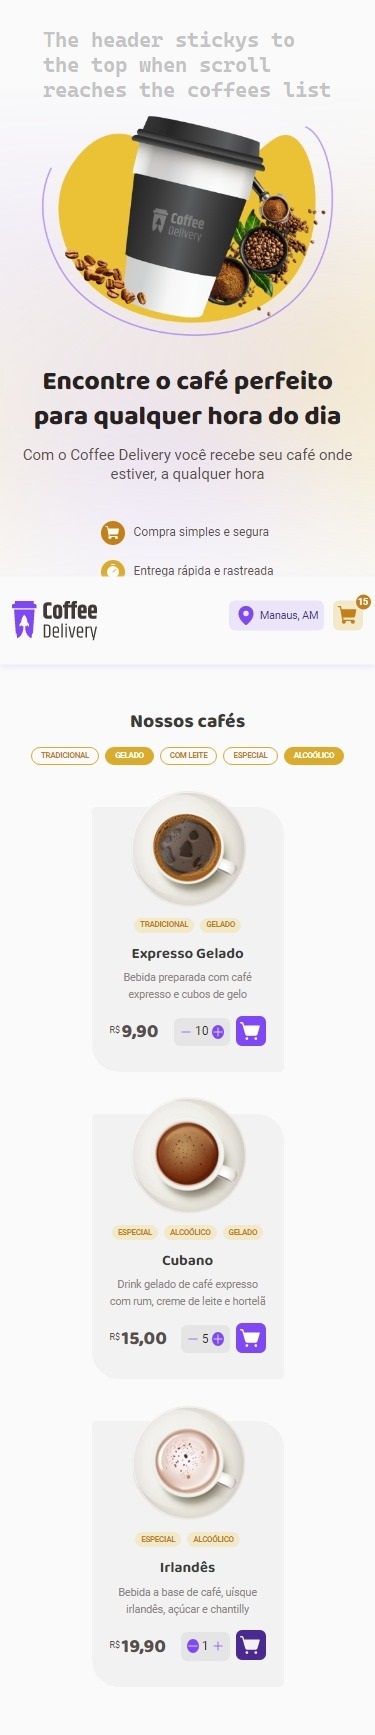 The header stickys to
the top when scroll
reaches the coffees list
Coffee
Delivery
Encontre o café perfeito
para qualquer hora do dia
Com o Coffee Delivery você recebe seu café onde
estiver, a qualquer hora
Compra simples e segura
Entrega rápida e rastreada
Coffee
Delivery
Manaus, AM
15
Nossos cafés
TRADICIONAL GELADO COM LEITE ESPECIAL ALCOÓLICO
TRADICIONAL GELADO
Expresso Gelado
Bebida preparada com café
expresso e cubos de gelo
R$ 9,90 − 10 +
ESPECIAL ALCOÓLICO GELADO
Cubano
Drink gelado de café expresso
com rum, creme de leite e hortelã
R$ 15,00 − 5 +
ESPECIAL ALCOÓLICO
Irlandês
Bebida a base de café, uísque
irlandês, açúcar e chantilly
R$ 19,90 − 1 +